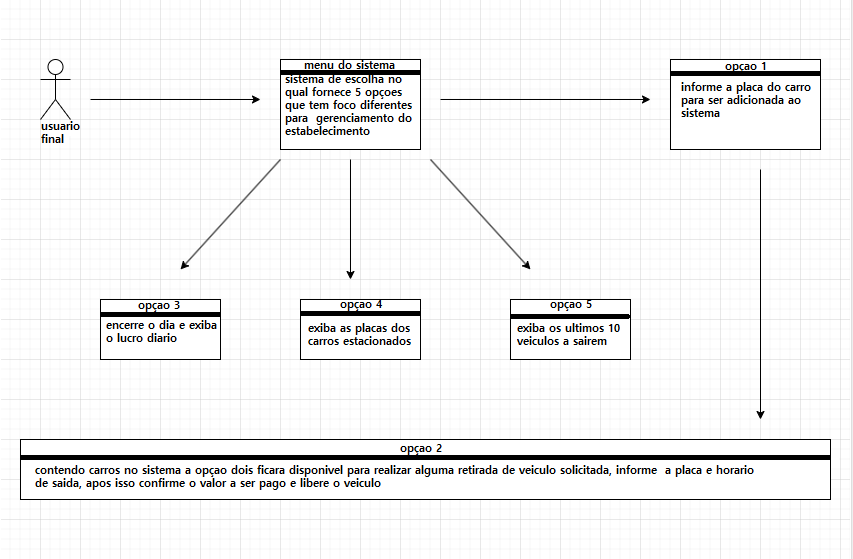 usuario
final
menu do sistema
sistema de escolha no
qual fornece 5 opçoes
que tem foco diferentes
para gerenciamento do
estabelecimento
opçao 1
informe a placa do carro
para ser adicionada ao
sistema
opçao 3
encerre o dia e exiba
o lucro diario
opçao 4
exiba as placas dos
carros estacionados
opçao 5
exiba os ultimos 10
veiculos a sairem
opçao 2
contendo carros no sistema a opçao dois ficara disponivel para realizar alguma retirada de veiculo solicitada, informe a placa e horario
de saida, apos isso confirme o valor a ser pago e libere o veiculo